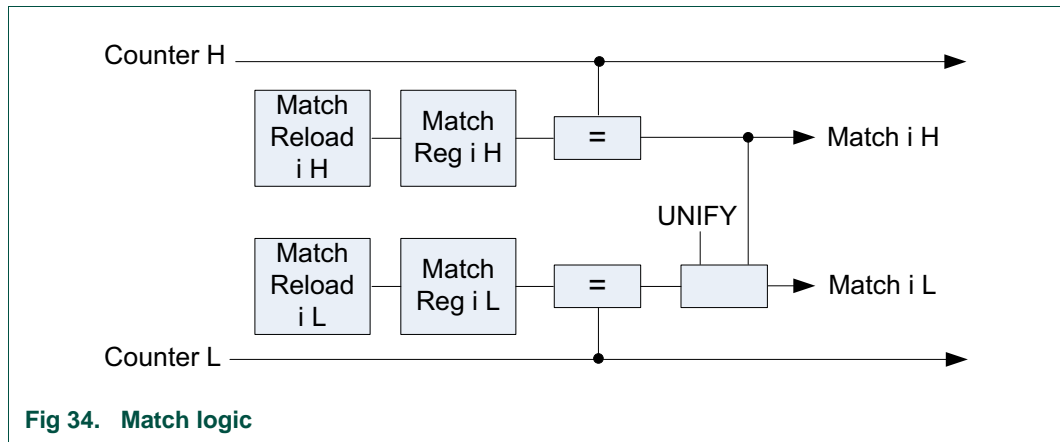 Counter H
Match
Reload
i H
Match
Reg i H
=
Match i H
UNIFY
Match
Reload
i L
Match
Reg i L
=
Match i L
Counter L
Fig 34. Match logic